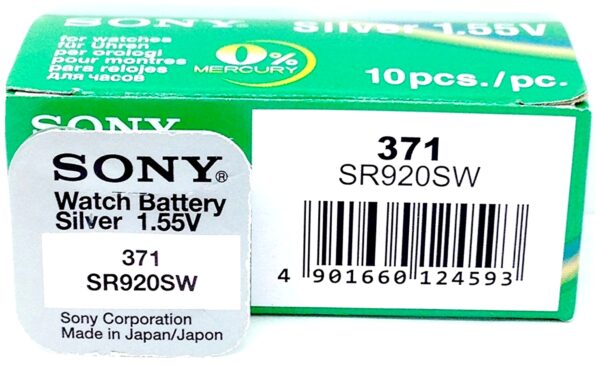 SONY
for watches
für Uhren
per orologi
pour montres
para relojes
для часов
0%
MERCURY
Silver 1.55V
10pcs./pc.
SONY
371
SR920SW
4 901660 124593
SONY®
Watch Battery
Silver 1.55V
371
SR920SW
Sony Corporation
Made in Japan/Japon